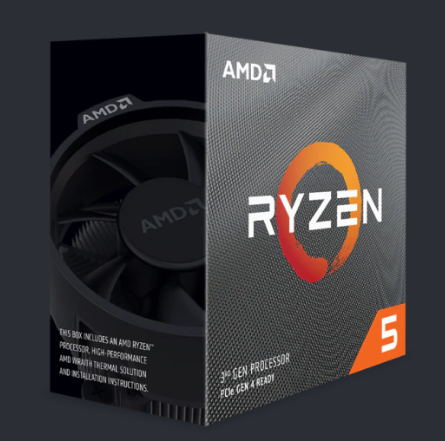 AMD
AMD
THIS BOX INCLUDES AN AMD RYZEN™
PROCESSOR, HIGH-PERFORMANCE
AMD WRAITH THERMAL SOLUTION
AND INSTALLATION INSTRUCTIONS.
AMD
RYZEN
5
3RD GEN PROCESSOR
PCIe GEN 4 READY